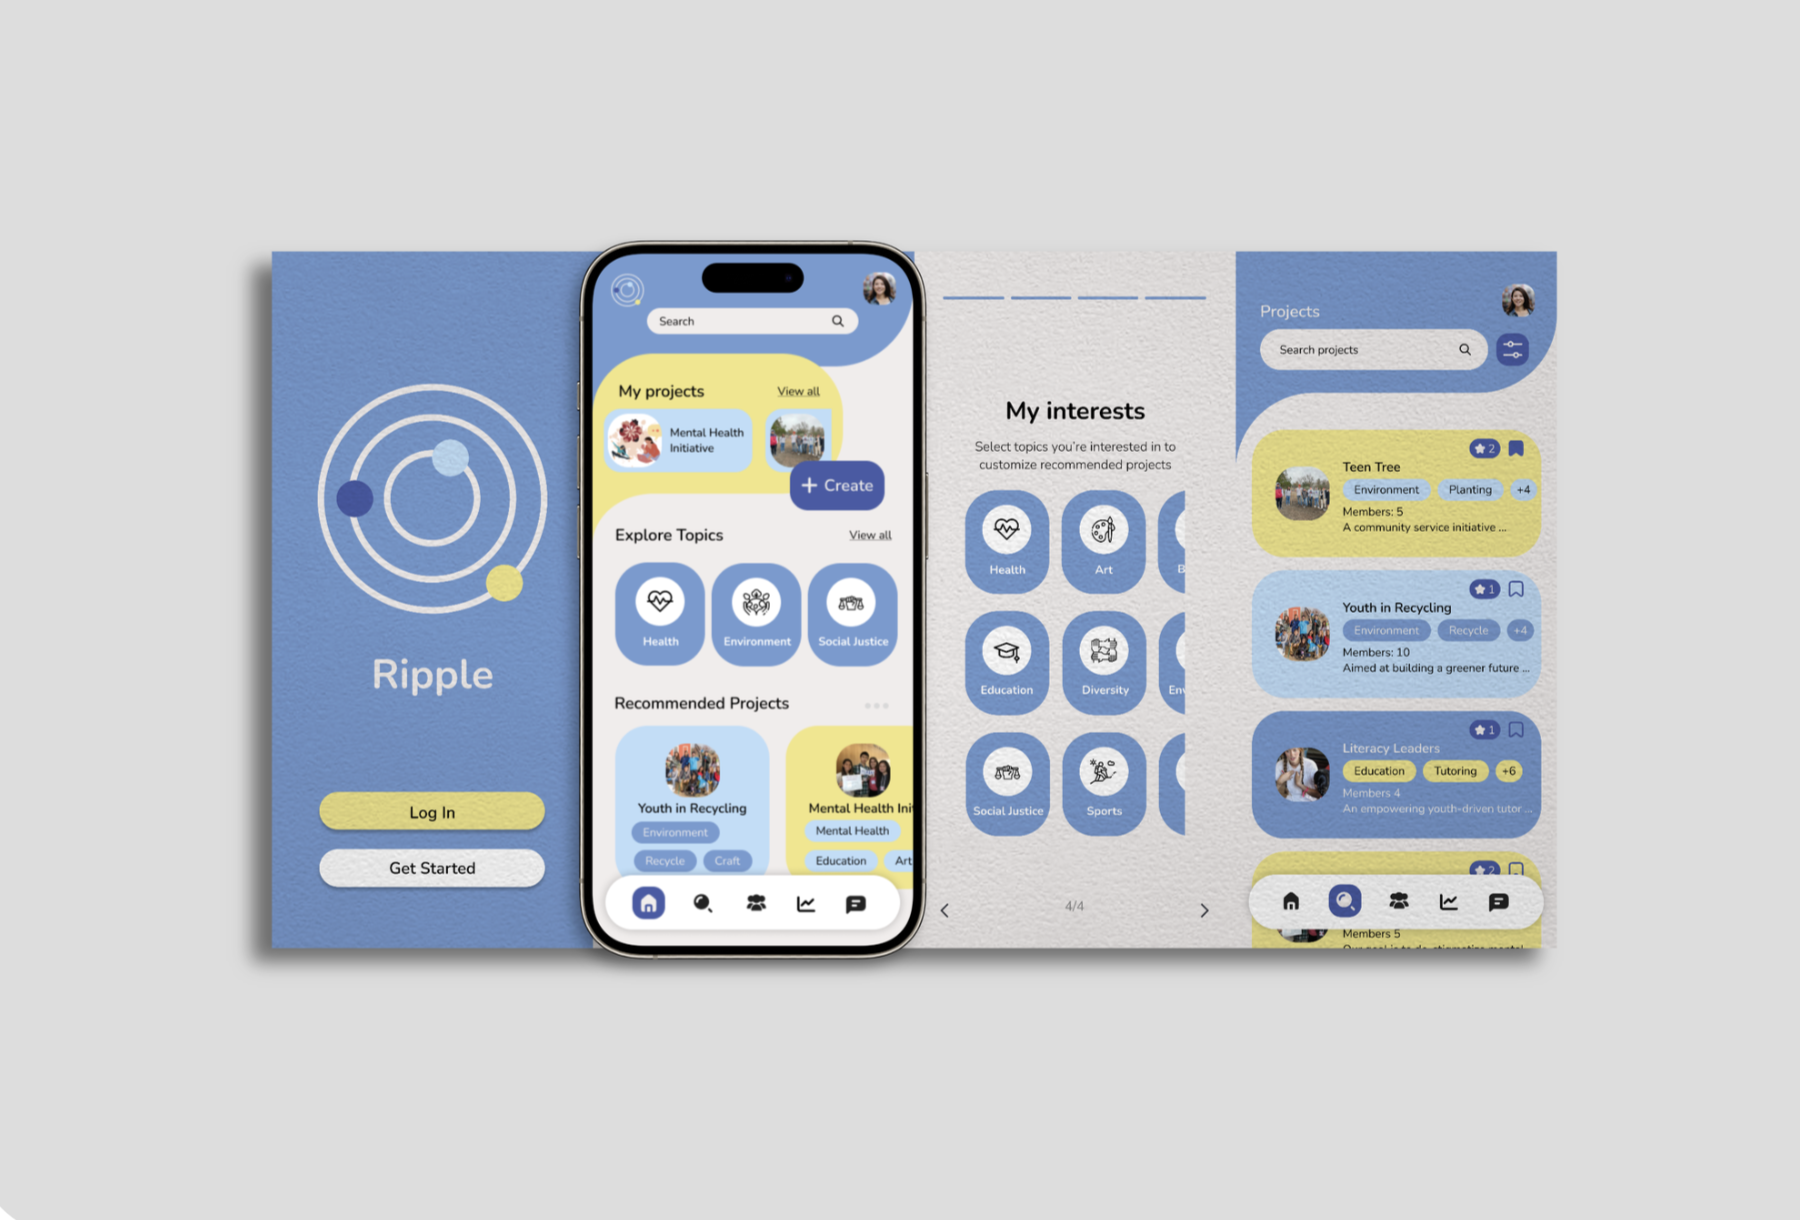 Ripple
Log In
Get Started
Search
My projects
View all
Mental Health
Initiative
+ Create
Explore Topics
View all
Health
Environment
Social Justice
Recommended Projects
Youth in Recycling
Environment
Recycle
Craft
Mental Health Ini
Mental Health
Education
Art
My interests
Select topics you're interested in to
customize recommended projects
Health
Art
B
Education
Diversity
En
Social Justice
Sports
4/4
Projects
Search projects
2
Teen Tree
Environment
Planting
+4
Members: 5
A community service initiative ...
1
Youth in Recycling
Environment
Recycle
+4
Members: 10
Aimed at building a greener future ...
1
Literacy Leaders
Education
Tutoring
+6
Members 4
An empowering youth-driven tutor ...
2
Members 5